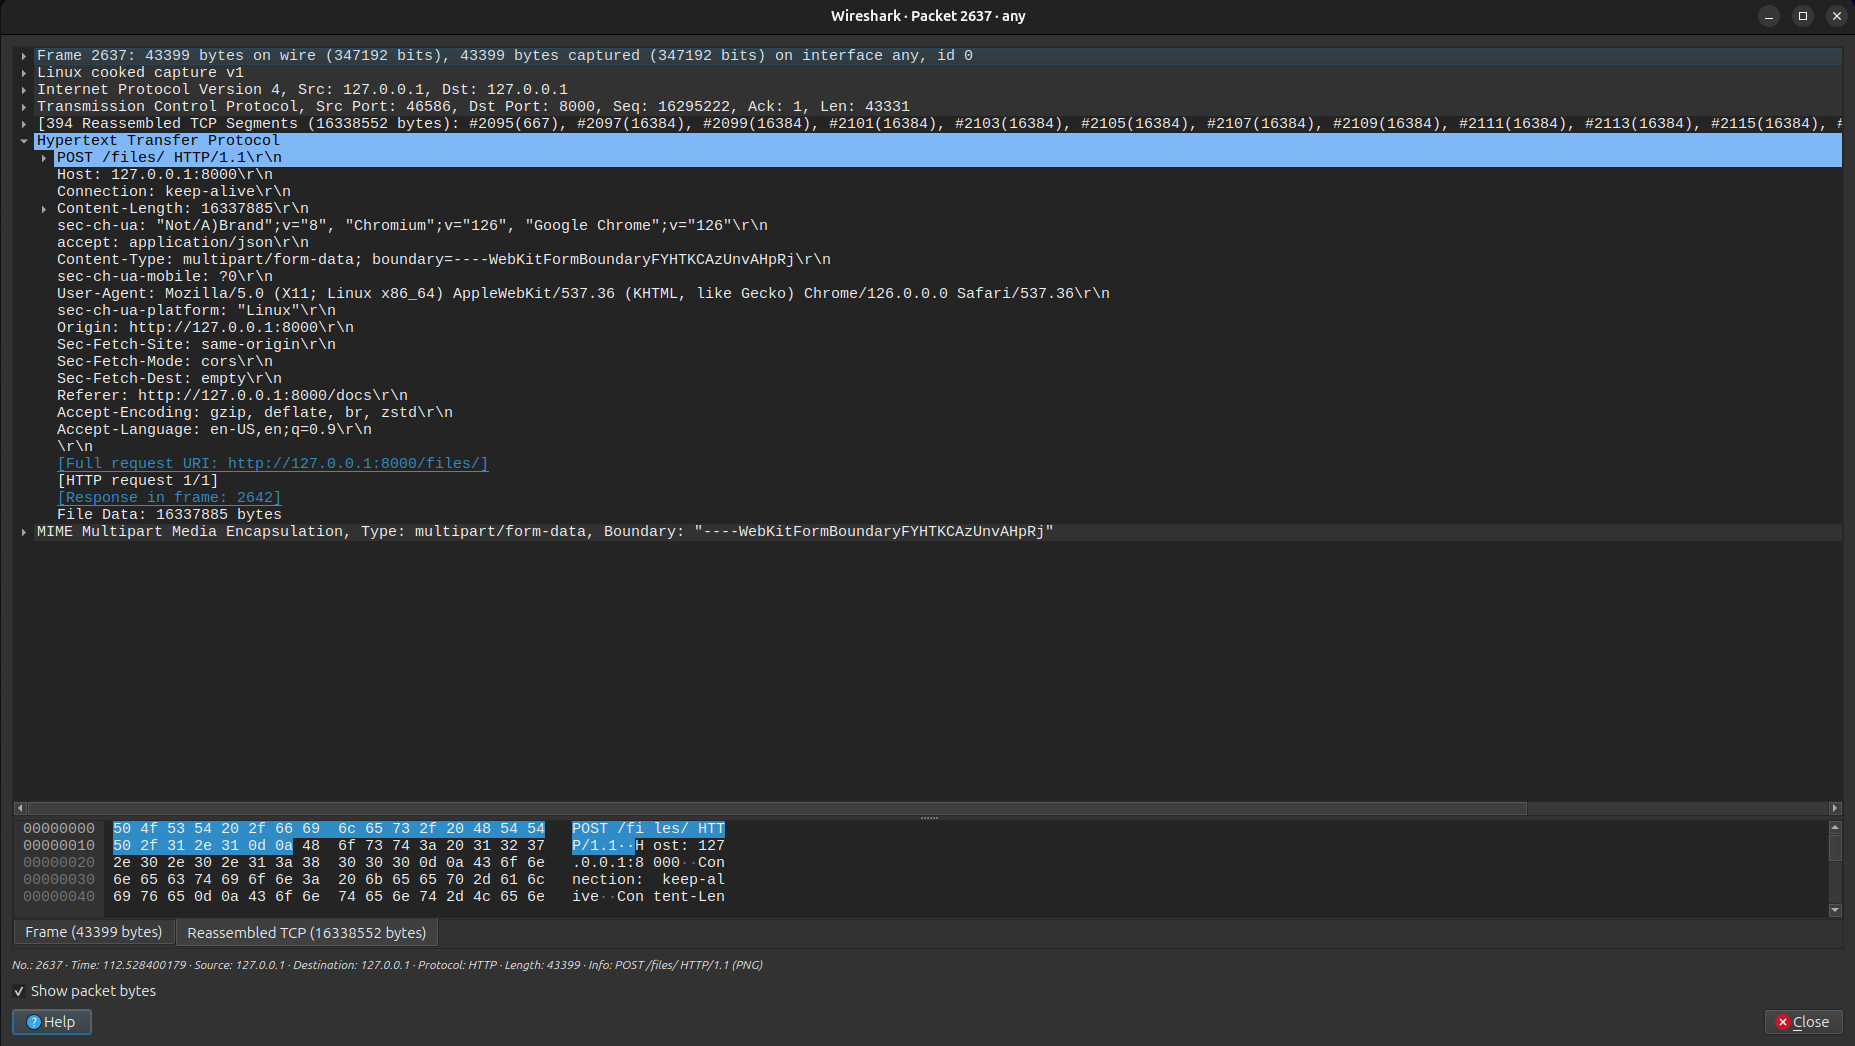 Wireshark · Packet 2637 · any
Frame 2637: 43399 bytes on wire (347192 bits), 43399 bytes captured (347192 bits) on interface any, id 0
Linux cooked capture v1
Internet Protocol Version 4, Src: 127.0.0.1, Dst: 127.0.0.1
Transmission Control Protocol, Src Port: 46586, Dst Port: 8000, Seq: 16295222, Ack: 1, Len: 43331
[394 Reassembled TCP Segments (16338552 bytes): #2095(667), #2097(16384), #2099(16384), #2101(16384), #2103(16384), #2105(16384), #2107(16384), #2109(16384), #2111(16384), #2113(16384), #2115(16384), #
Hypertext Transfer Protocol
POST /files/ HTTP/1.1\r\n
Host: 127.0.0.1:8000\r\n
Connection: keep-alive\r\n
Content-Length: 16337885\r\n
sec-ch-ua: "Not/A)Brand";v="8", "Chromium";v="126", "Google Chrome";v="126"\r\n
accept: application/json\r\n
Content-Type: multipart/form-data; boundary=----WebKitFormBoundaryFYHTKCAzUnvAHpRj\r\n
sec-ch-ua-mobile: ?0\r\n
User-Agent: Mozilla/5.0 (X11; Linux x86_64) AppleWebKit/537.36 (KHTML, like Gecko) Chrome/126.0.0.0 Safari/537.36\r\n
sec-ch-ua-platform: "Linux"\r\n
Origin: http://127.0.0.1:8000\r\n
Sec-Fetch-Site: same-origin\r\n
Sec-Fetch-Mode: cors\r\n
Sec-Fetch-Dest: empty\r\n
Referer: http://127.0.0.1:8000/docs\r\n
Accept-Encoding: gzip, deflate, br, zstd\r\n
Accept-Language: en-US,en;q=0.9\r\n
\r\n
[Full request URI: http://127.0.0.1:8000/files/]
[HTTP request 1/1]
[Response in frame: 2642]
File Data: 16337885 bytes
MIME Multipart Media Encapsulation, Type: multipart/form-data, Boundary: "----WebKitFormBoundaryFYHTKCAzUnvAHpRj"
00000000 50 4f 53 54 20 2f 66 69 6c 65 73 2f 20 48 54 54 POST /fi les/ HTT
00000010 50 2f 31 2e 31 0d 0a 48 6f 73 74 3a 20 31 32 37 P/1.1··H ost: 127
00000020 2e 30 2e 30 2e 31 3a 38 30 30 30 0d 0a 43 6f 6e .0.0.1:8 000··Con
00000030 6e 65 63 74 69 6f 6e 3a 20 6b 65 65 70 2d 61 6c nection: keep-al
00000040 69 76 65 0d 0a 43 6f 6e 74 65 6e 74 2d 4c 65 6e ive··Con tent-Len
Frame (43399 bytes) Reassembled TCP (16338552 bytes)
No.: 2637 · Time: 112.528400179 · Source: 127.0.0.1 · Destination: 127.0.0.1 · Protocol: HTTP · Length: 43399 · Info: POST /files/ HTTP/1.1 (PNG)
Show packet bytes
Help Close